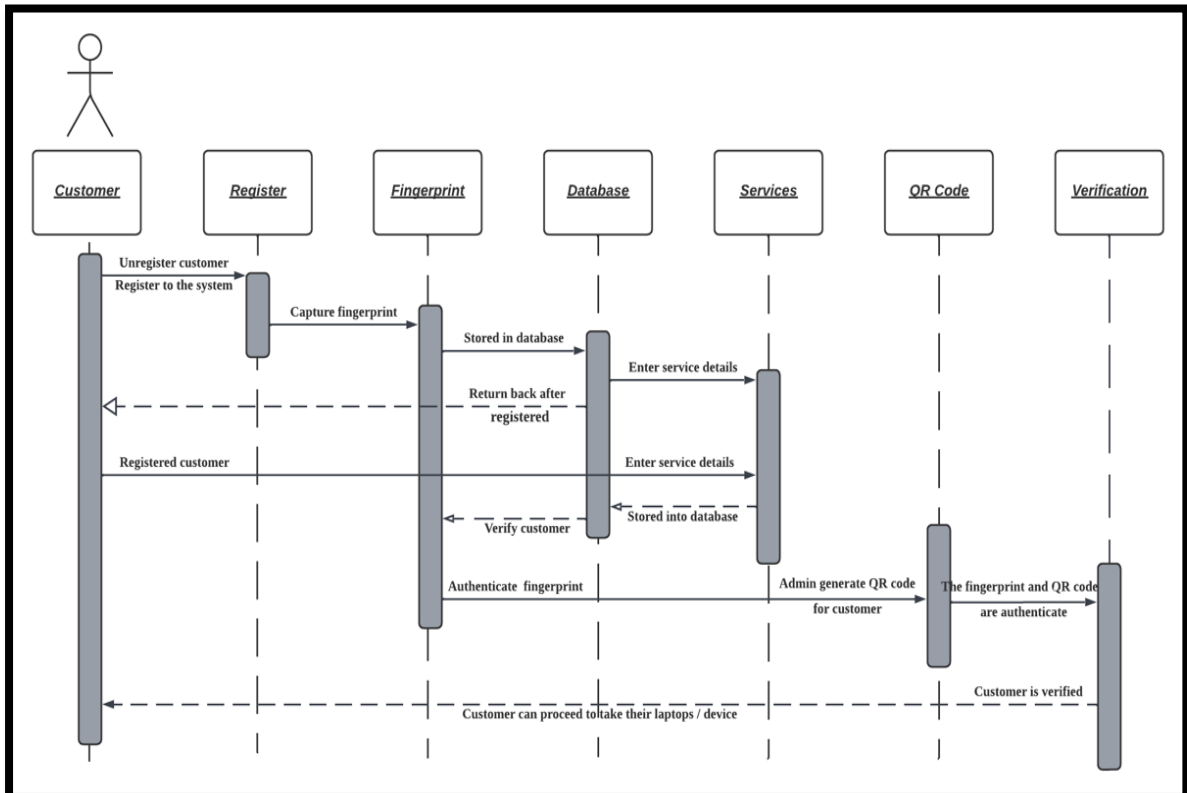 Customer
Register
Fingerprint
Database
Services
QR Code
Verification
Unregister customer
Register to the system
Capture fingerprint
Stored in database
Enter service details
Return back after
registered
Registered customer
Enter service details
Stored into database
Verify customer
Authenticate fingerprint
Admin generate QR code
for customer
The fingerprint and QR code
are authenticate
Customer is verified
Customer can proceed to take their laptops / device